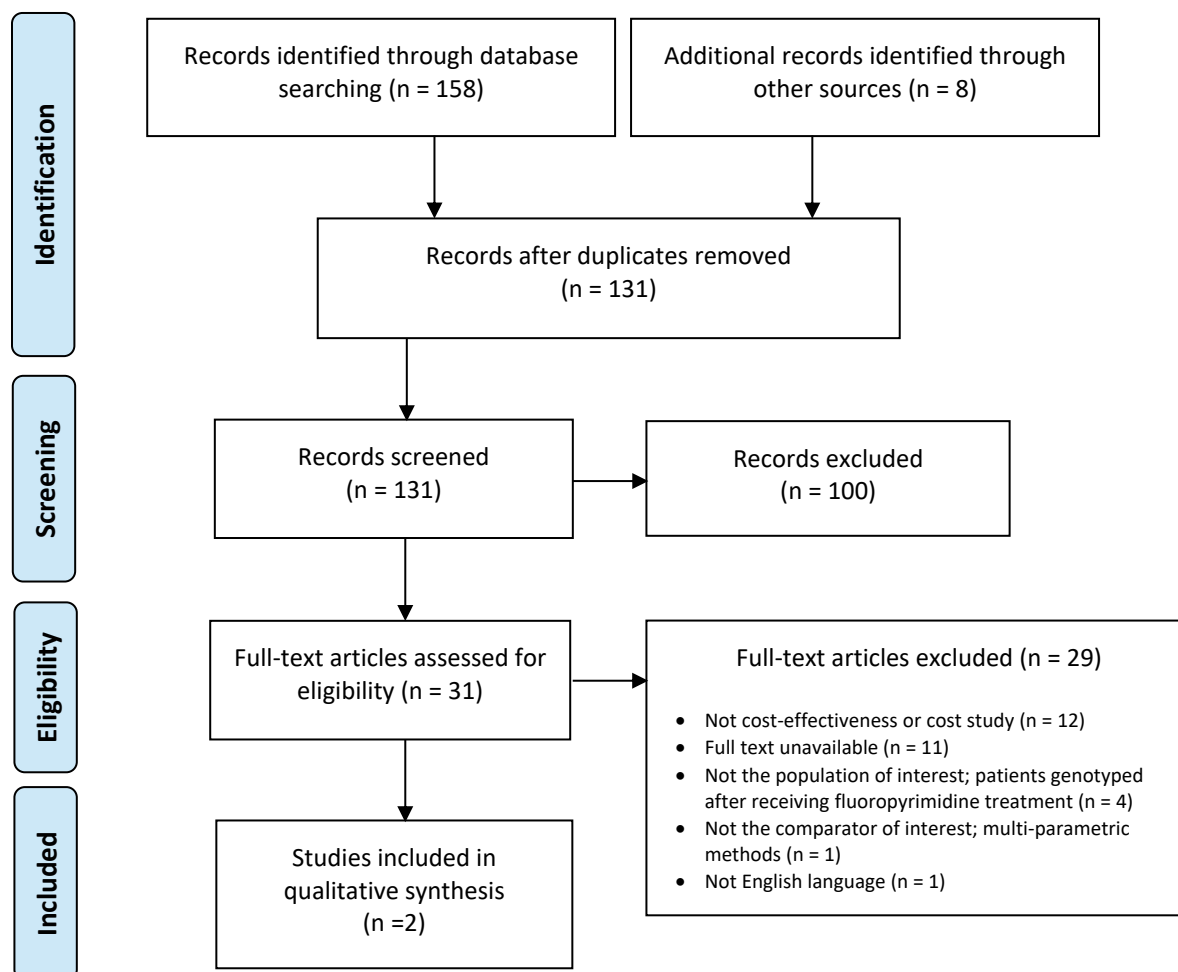 Identification
Records identified through database
searching (n = 158)
Additional records identified through
other sources (n = 8)
Records after duplicates removed
(n = 131)
Screening
Records screened
(n = 131)
Records excluded
(n = 100)
Eligibility
Full-text articles assessed for
eligibility (n = 31)
Full-text articles excluded (n = 29)
• Not cost-effectiveness or cost study (n = 12)
• Full text unavailable (n = 11)
• Not the population of interest; patients genotyped
after receiving fluoropyrimidine treatment (n = 4)
• Not the comparator of interest; multi-parametric
methods (n = 1)
• Not English language (n = 1)
Included
Studies included in
qualitative synthesis
(n =2)